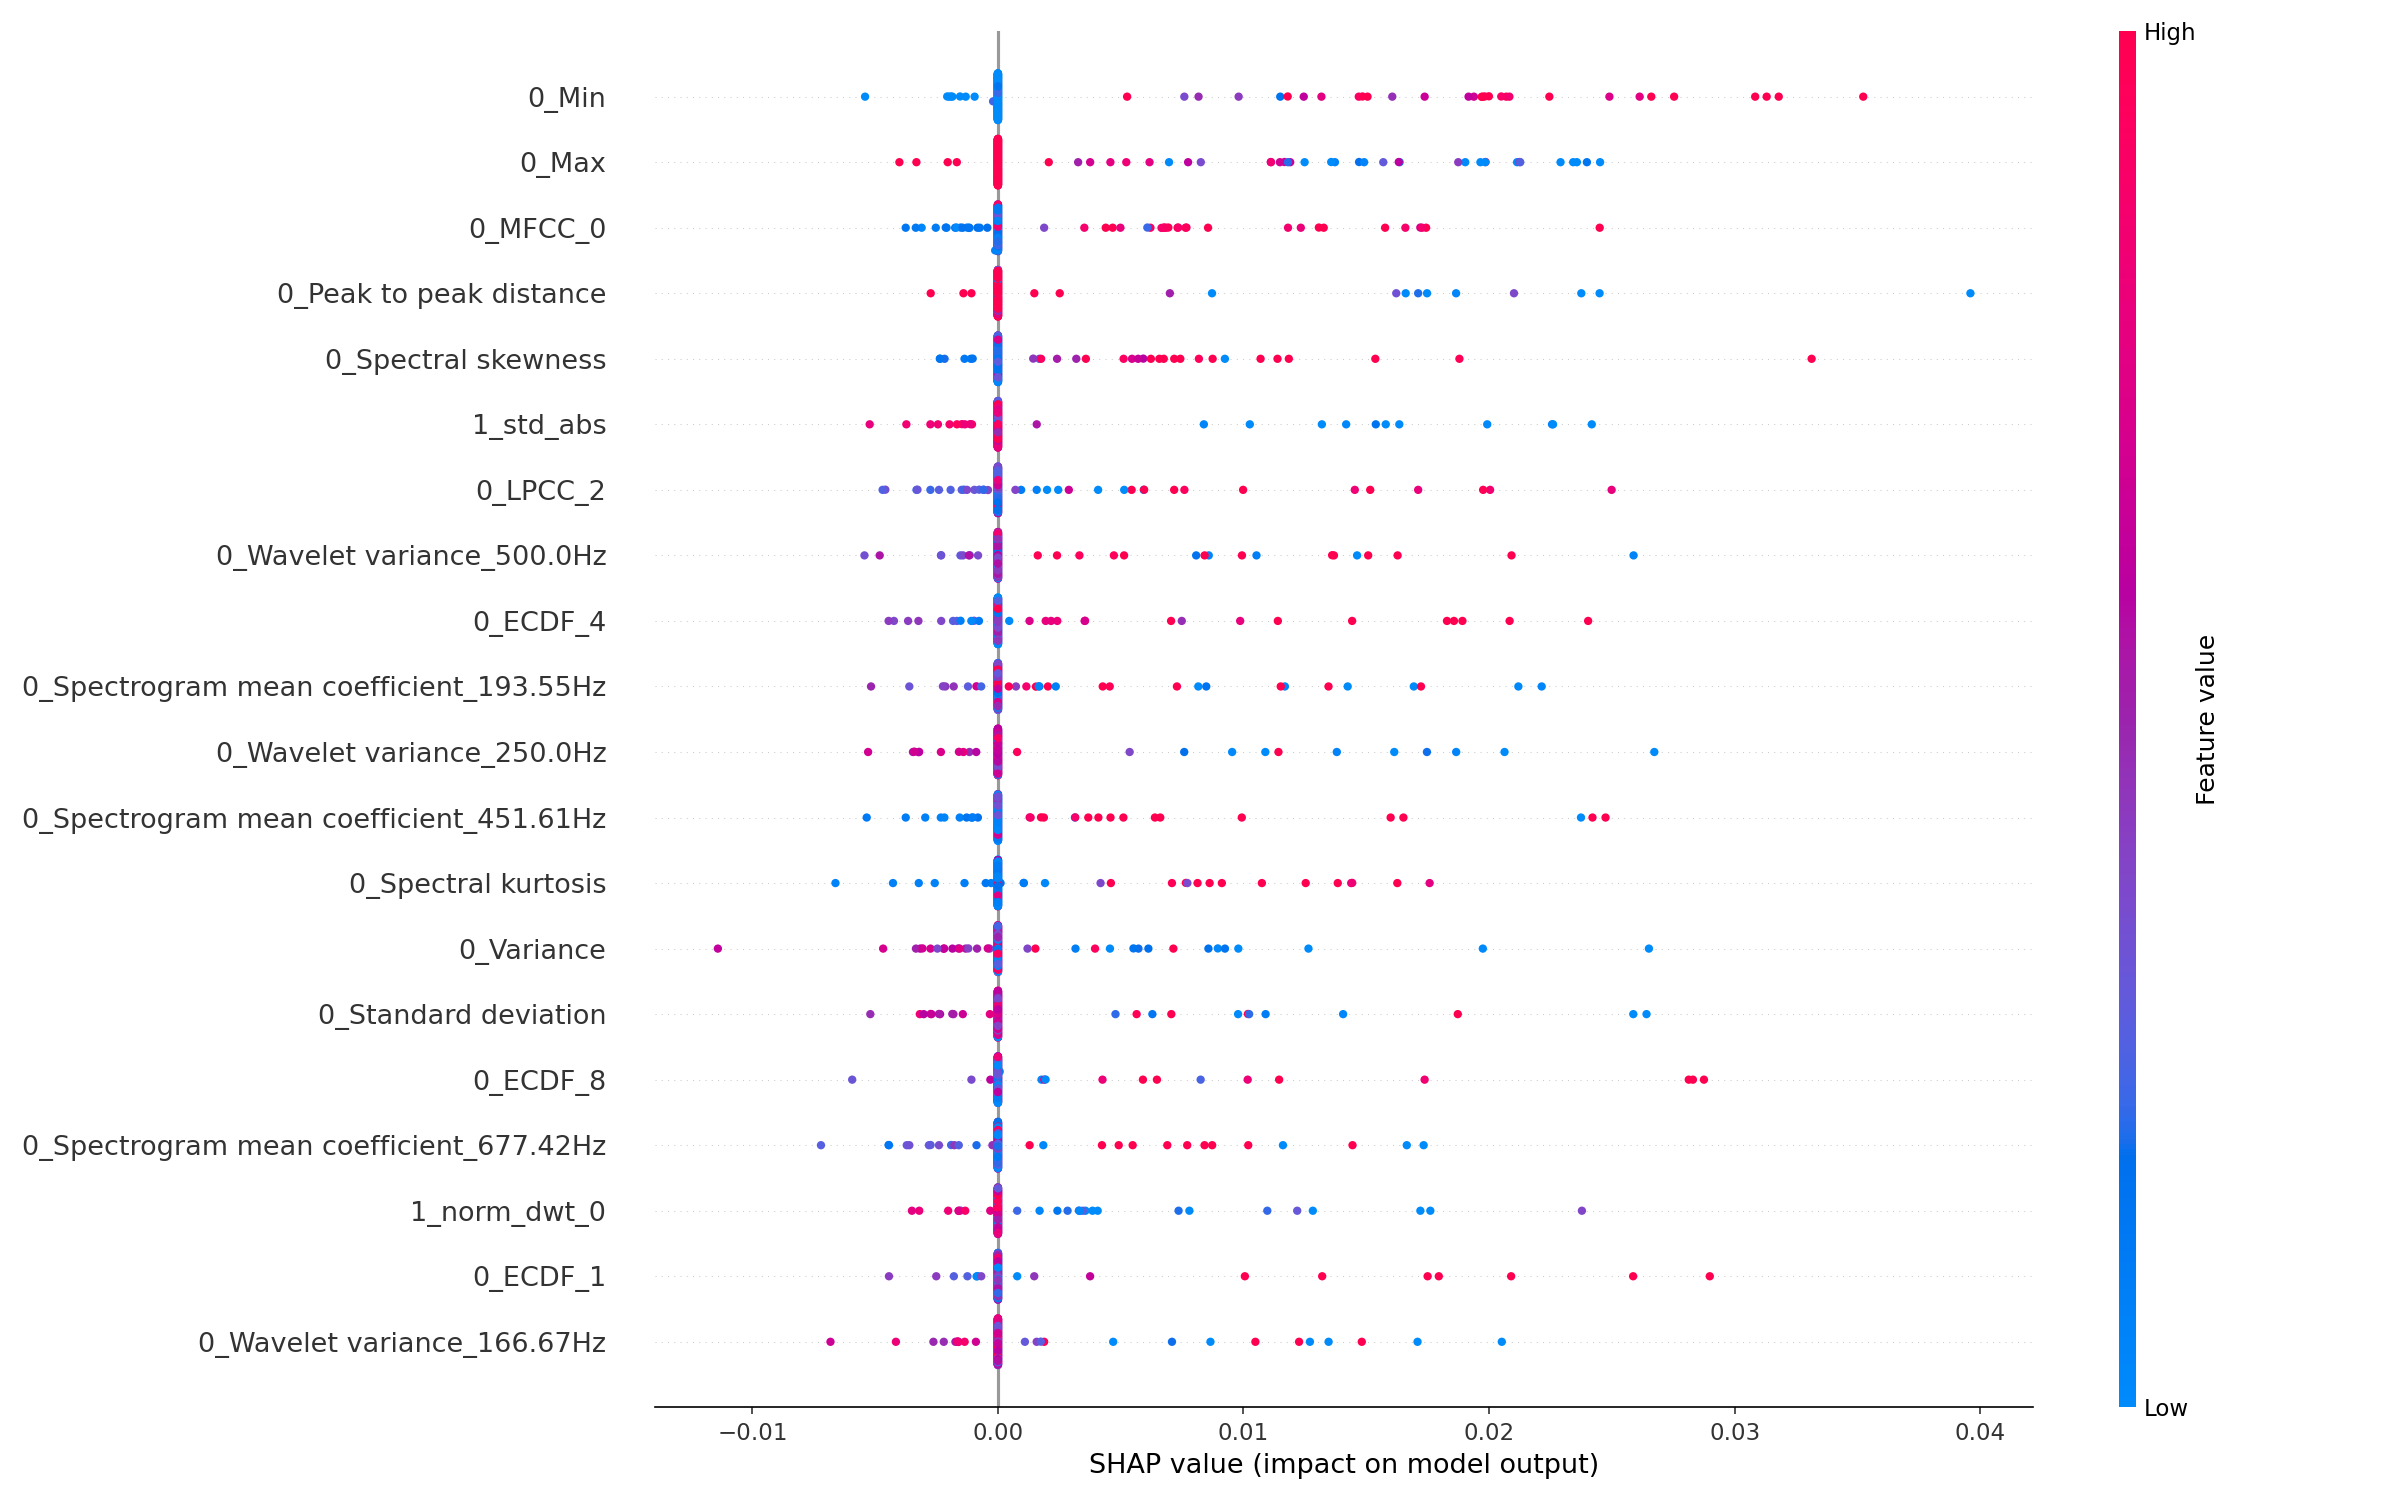 High
0_Min
0_Max
0_MFCC_0
0_Peak to peak distance
0_Spectral skewness
1_std_abs
0_LPCC_2
0_Wavelet variance_500.0Hz
0_ECDF_4
0_Spectrogram mean coefficient_193.55Hz
0_Wavelet variance_250.0Hz
0_Spectrogram mean coefficient_451.61Hz
0_Spectral kurtosis
0_Variance
0_Standard deviation
0_ECDF_8
0_Spectrogram mean coefficient_677.42Hz
1_norm_dwt_0
0_ECDF_1
0_Wavelet variance_166.67Hz
Feature value
Low
−0.01 0.00 0.01 0.02 0.03 0.04
SHAP value (impact on model output)